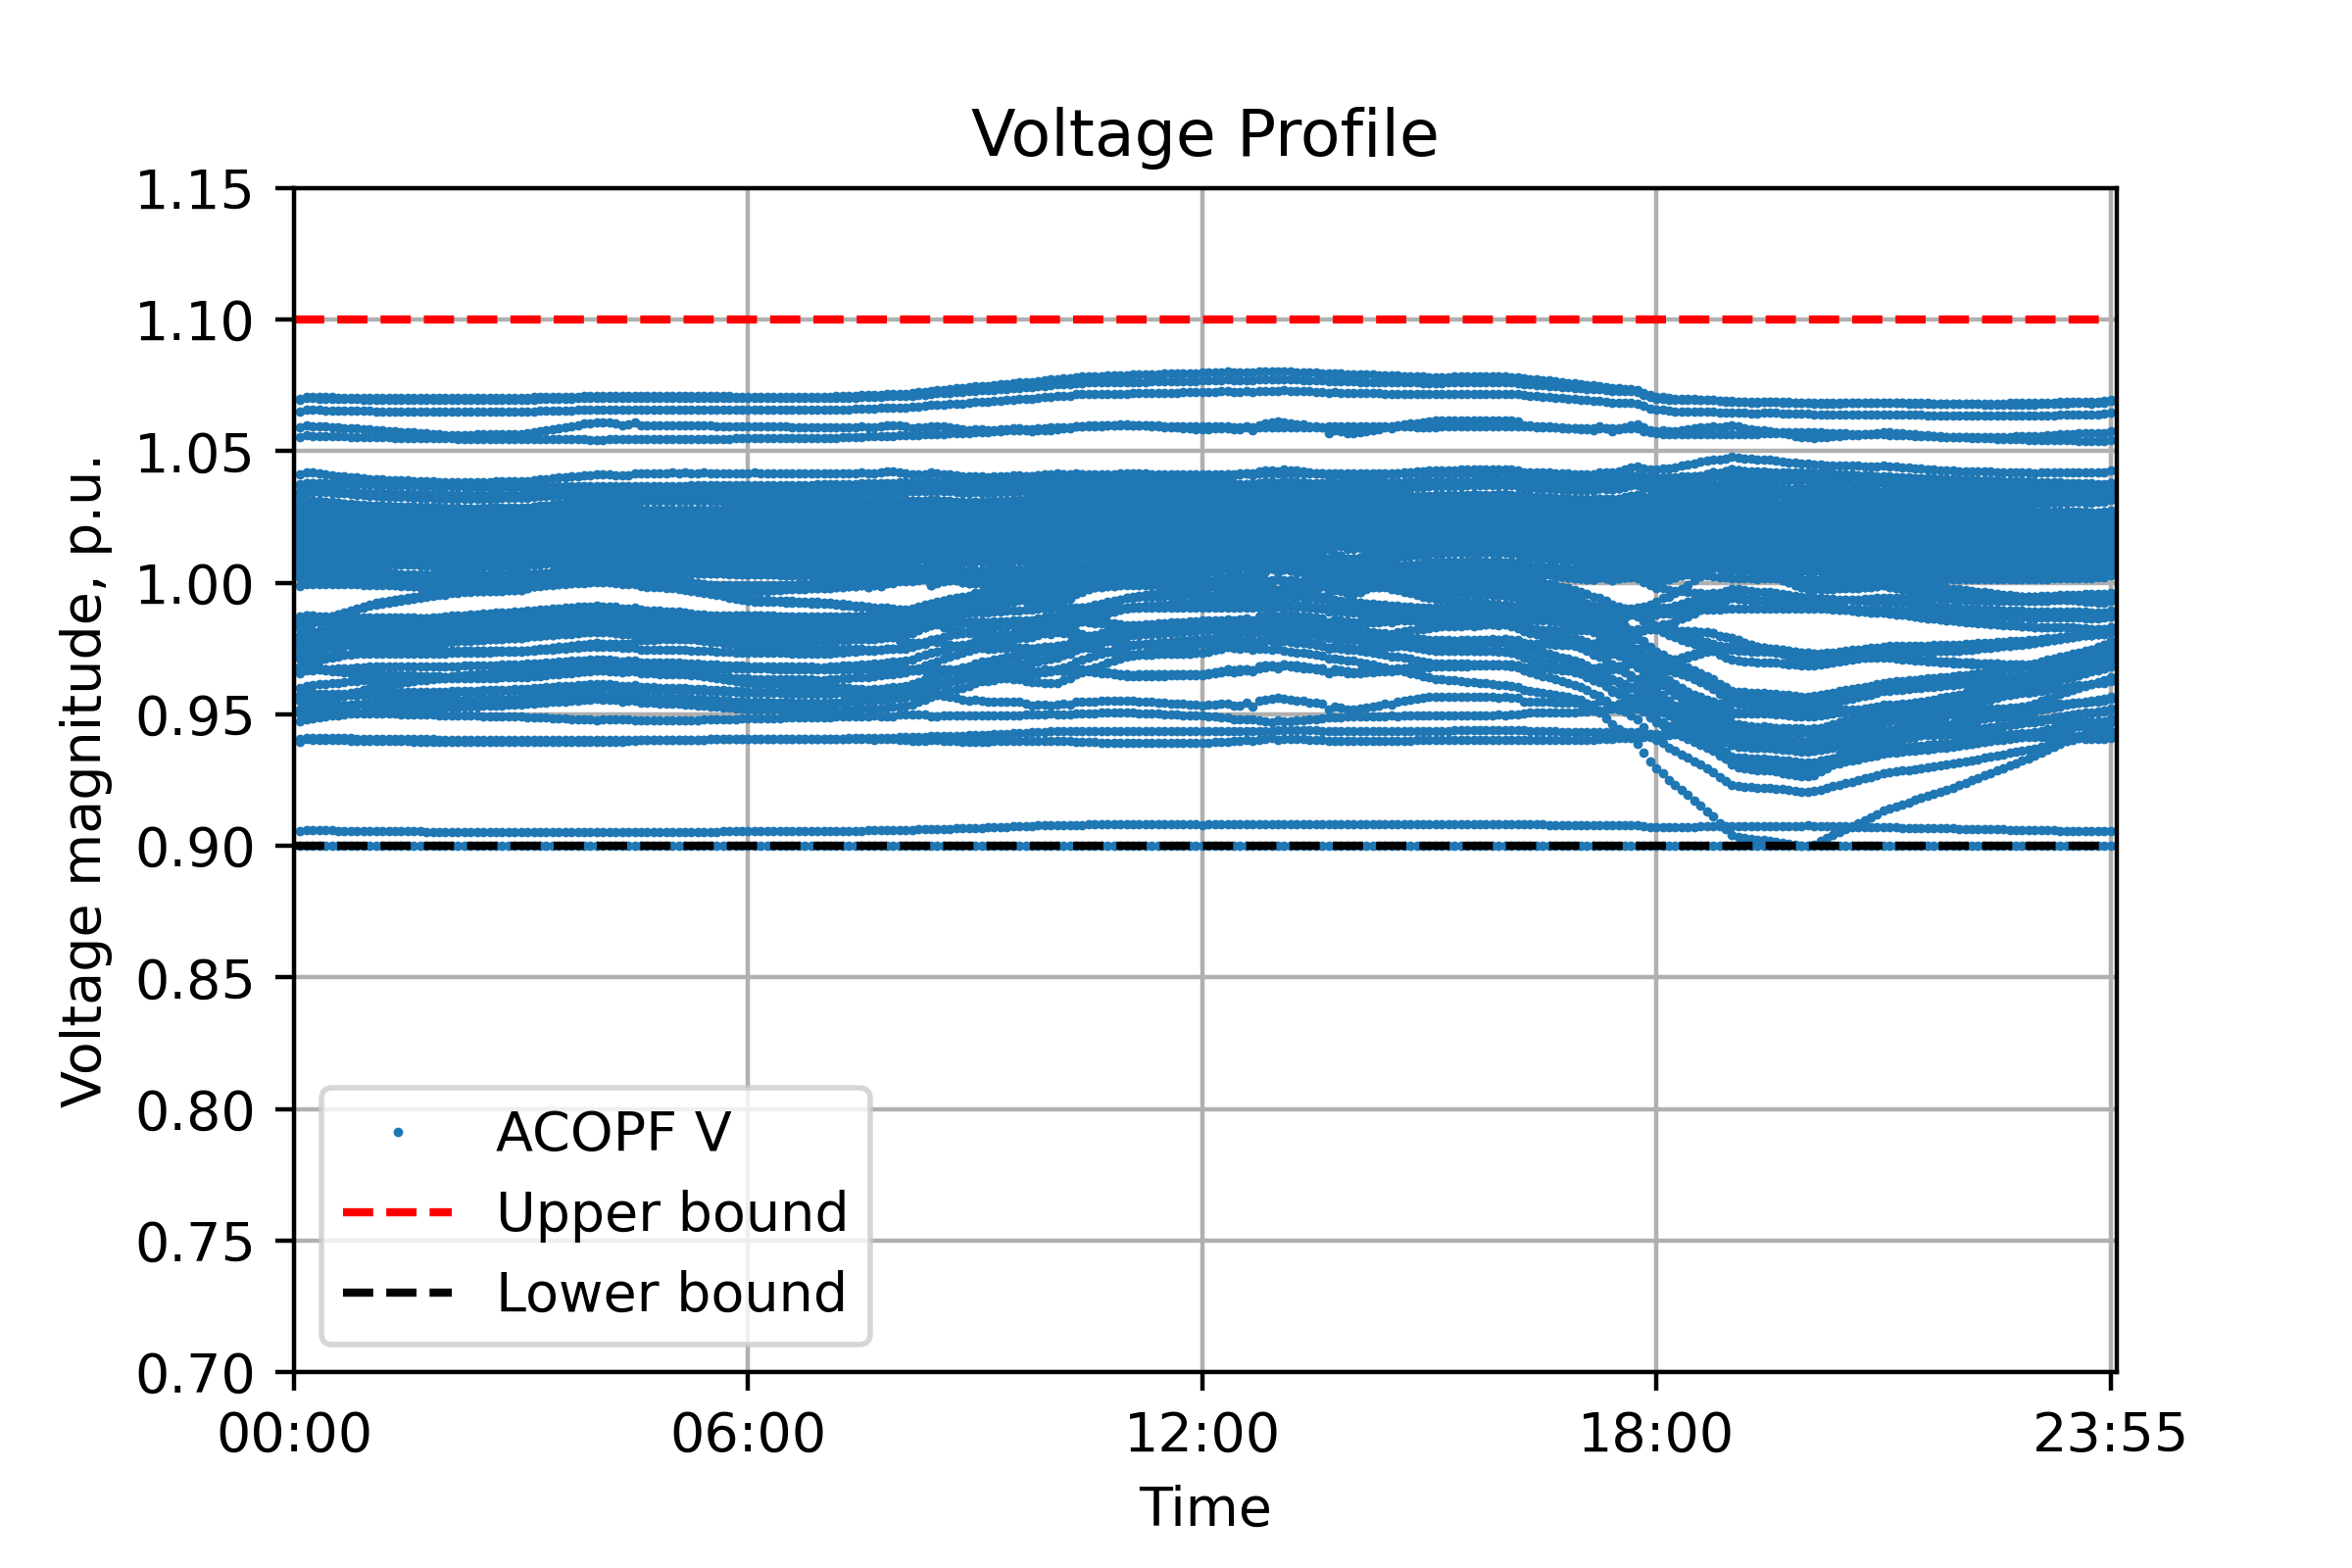 Voltage Profile
1.15
1.10
1.05
1.00
0.95
0.90
0.85
0.80
0.75
0.70
Voltage magnitude, p.u.
ACOPF V
Upper bound
Lower bound
00:00
06:00
12:00
18:00
23:55
Time